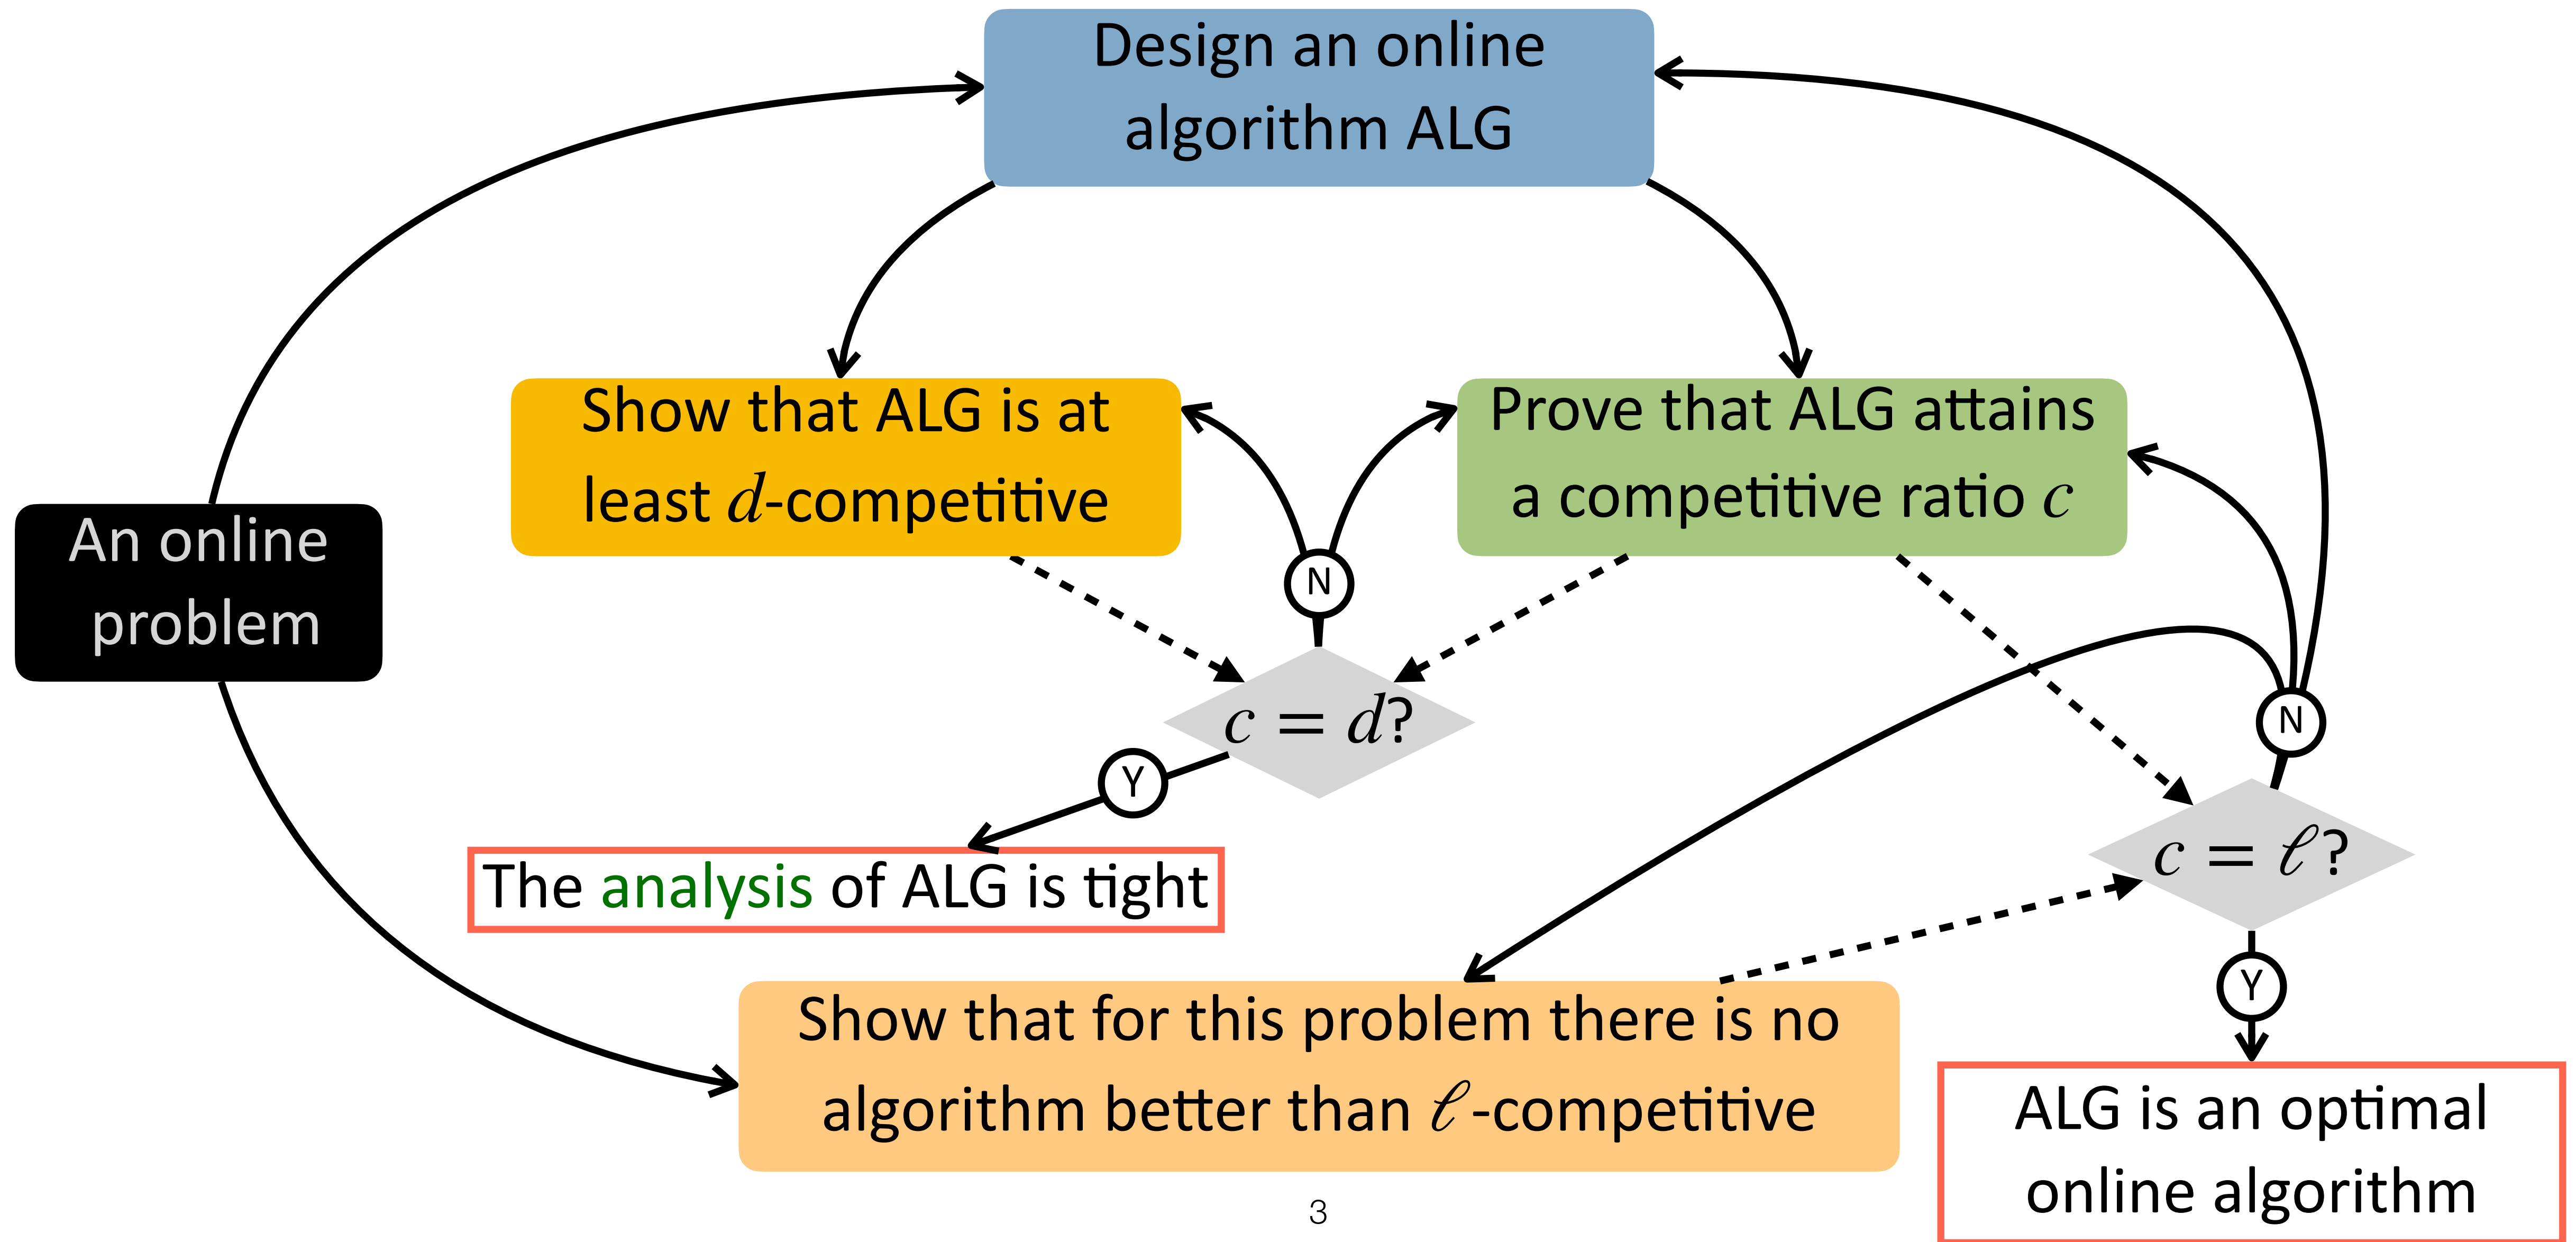 Design an online
algorithm ALG
Show that ALG is at
least d-competitive
Prove that ALG attains
a competitive ratio c
An online
problem
N
c = d?
N
Y
c = ℓ?
The analysis of ALG is tight
Y
Show that for this problem there is no
algorithm better than ℓ-competitive
ALG is an optimal
online algorithm
3